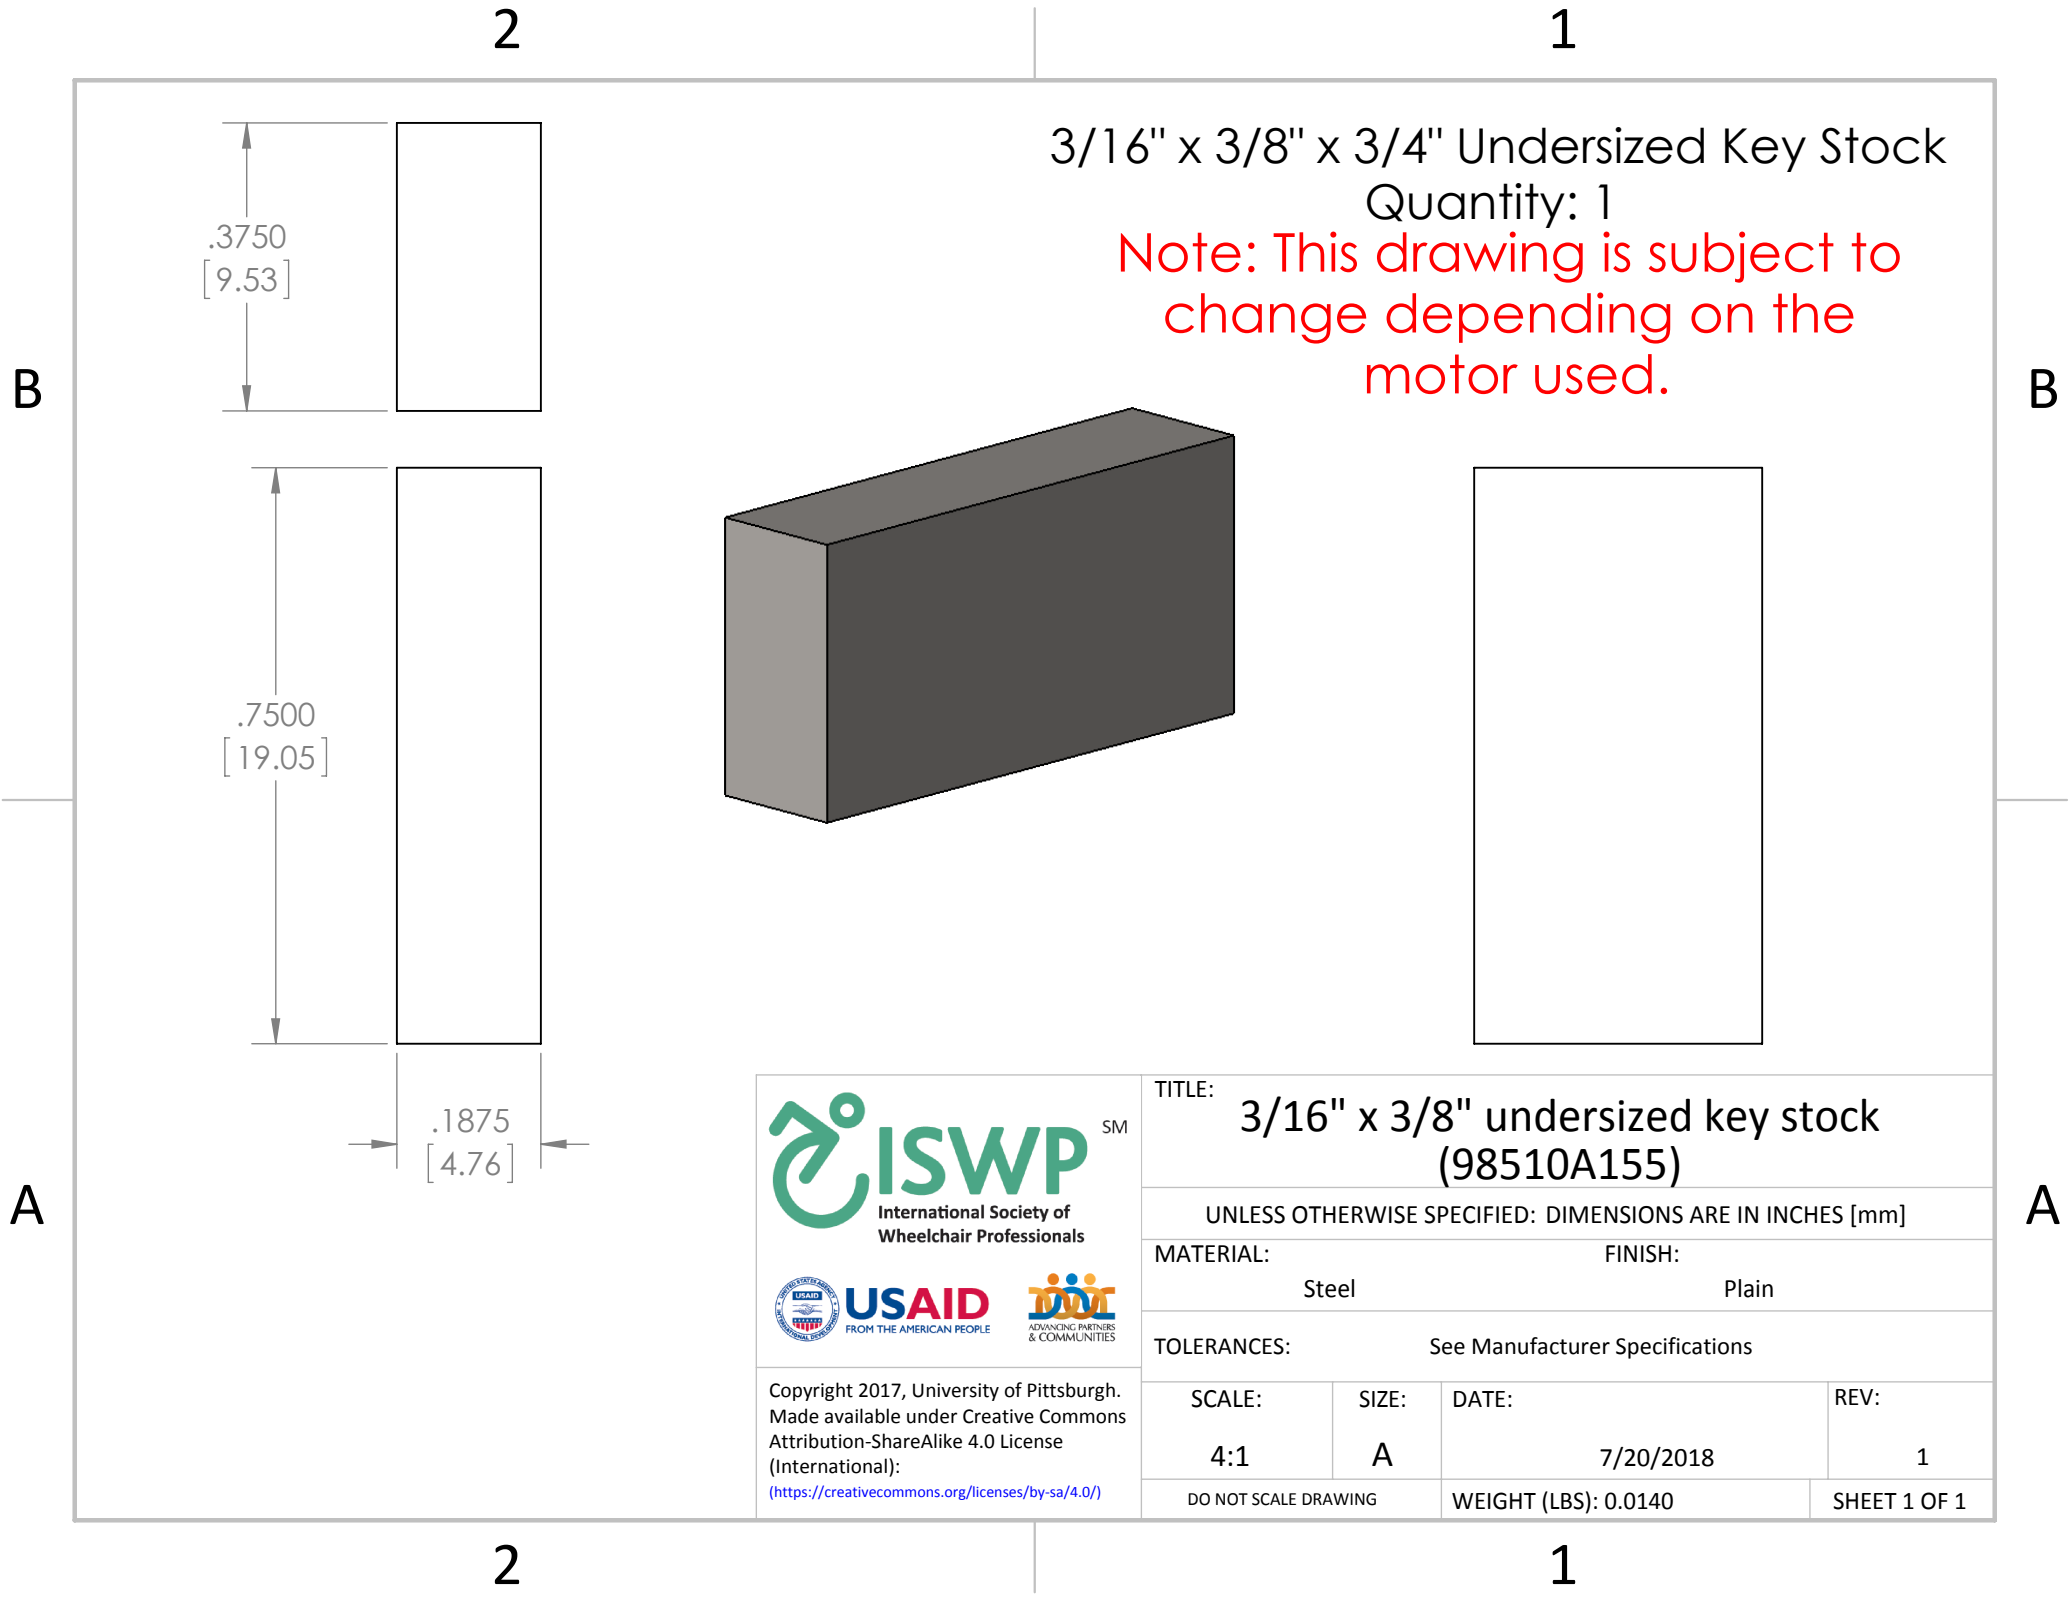 2
1
3/16" x 3/8" x 3/4" Undersized Key Stock
Quantity: 1
Note: This drawing is subject to
change depending on the
motor used.
.3750
[9.53]
B
B
.7500
[19.05]
.1875
[4.76]
A
A
ISWP SM
International Society of
Wheelchair Professionals
UNITED STATES AGENCY
INTERNATIONAL DEVELOPMENT
USAID
USAID
FROM THE AMERICAN PEOPLE
ADVANCING PARTNERS
& COMMUNITIES
Copyright 2017, University of Pittsburgh.
Made available under Creative Commons
Attribution-ShareAlike 4.0 License
(International):
(https://creativecommons.org/licenses/by-sa/4.0/)
TITLE:
3/16" x 3/8" undersized key stock
(98510A155)
UNLESS OTHERWISE SPECIFIED: DIMENSIONS ARE IN INCHES [mm]
MATERIAL:
Steel
FINISH:
Plain
TOLERANCES: See Manufacturer Specifications
SCALE:
4:1
SIZE:
A
DATE:
7/20/2018
REV:
1
DO NOT SCALE DRAWING
WEIGHT (LBS): 0.0140
SHEET 1 OF 1
2
1